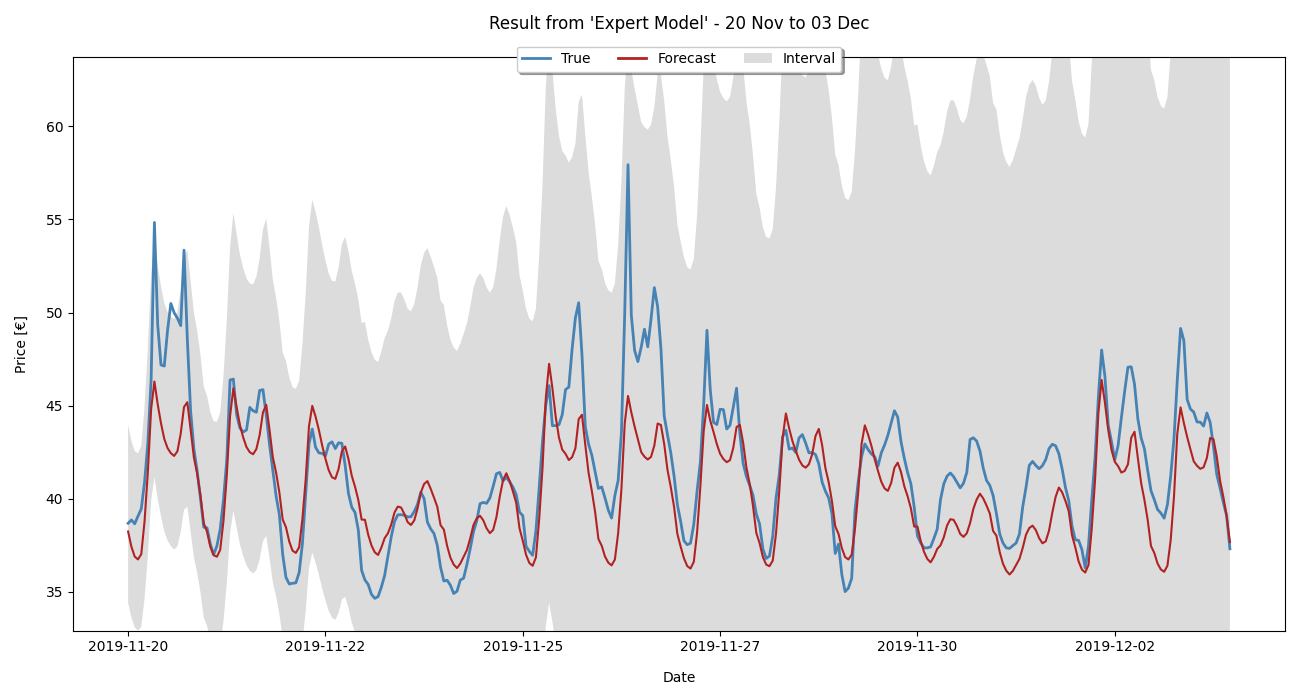 Result from 'Expert Model' - 20 Nov to 03 Dec
True Forecast Interval
Price [€]
60
55
50
45
40
35
2019-11-20 2019-11-22 2019-11-25 2019-11-27 2019-11-30 2019-12-02
Date